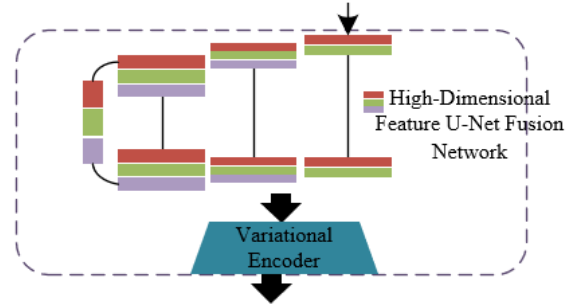 High-Dimensional
Feature U-Net Fusion
Network
Variational
Encoder